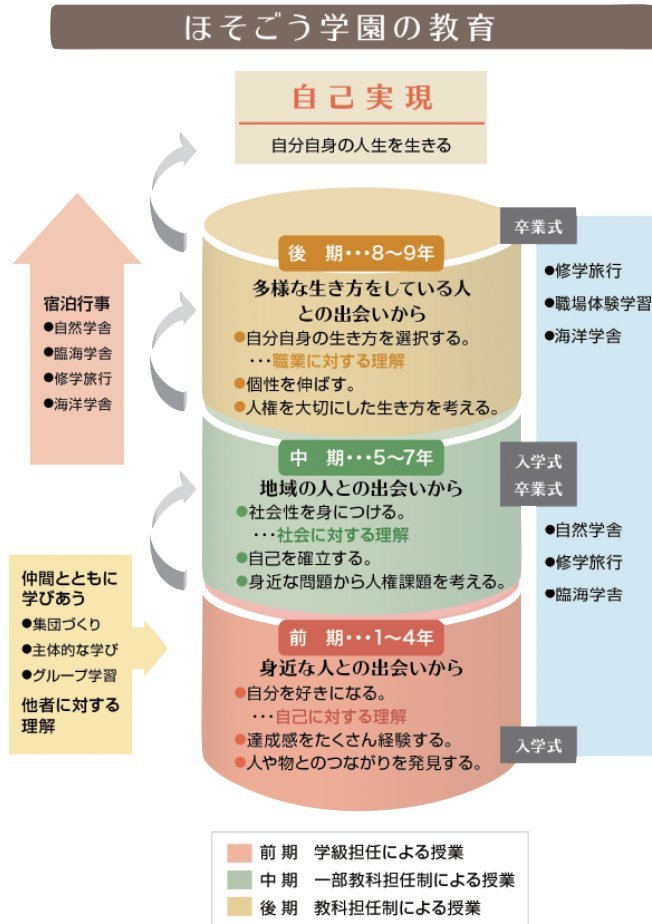 ほそごう学園の教育
自己実現
自分自身の人生を生きる
卒業式
後　期･･･8～9年
多様な生き方をしている人
との出会いから
●自分自身の生き方を選択する。
･･･職業に対する理解
●個性を伸ばす。
●人権を大切にした生き方を考える。
●修学旅行
●職場体験学習
●海洋学舎
宿泊行事
●自然学舎
●臨海学舎
●修学旅行
●海洋学舎
中　期･･･5～7年
地域の人との出会いから
●社会性を身につける。
･･･社会に対する理解
●自己を確立する。
●身近な問題から人権課題を考える。
入学式
卒業式
●自然学舎
●修学旅行
●臨海学舎
仲間とともに
学びあう
●集団づくり
●主体的な学び
●グループ学習
他者に対する
理解
前　期･･･1～4年
身近な人との出会いから
●自分を好きになる。
･･･自己に対する理解
●達成感をたくさん経験する。
●人や物とのつながりを発見する。
入学式
前期　学級担任による授業
中期　一部教科担任制による授業
後期　教科担任制による授業